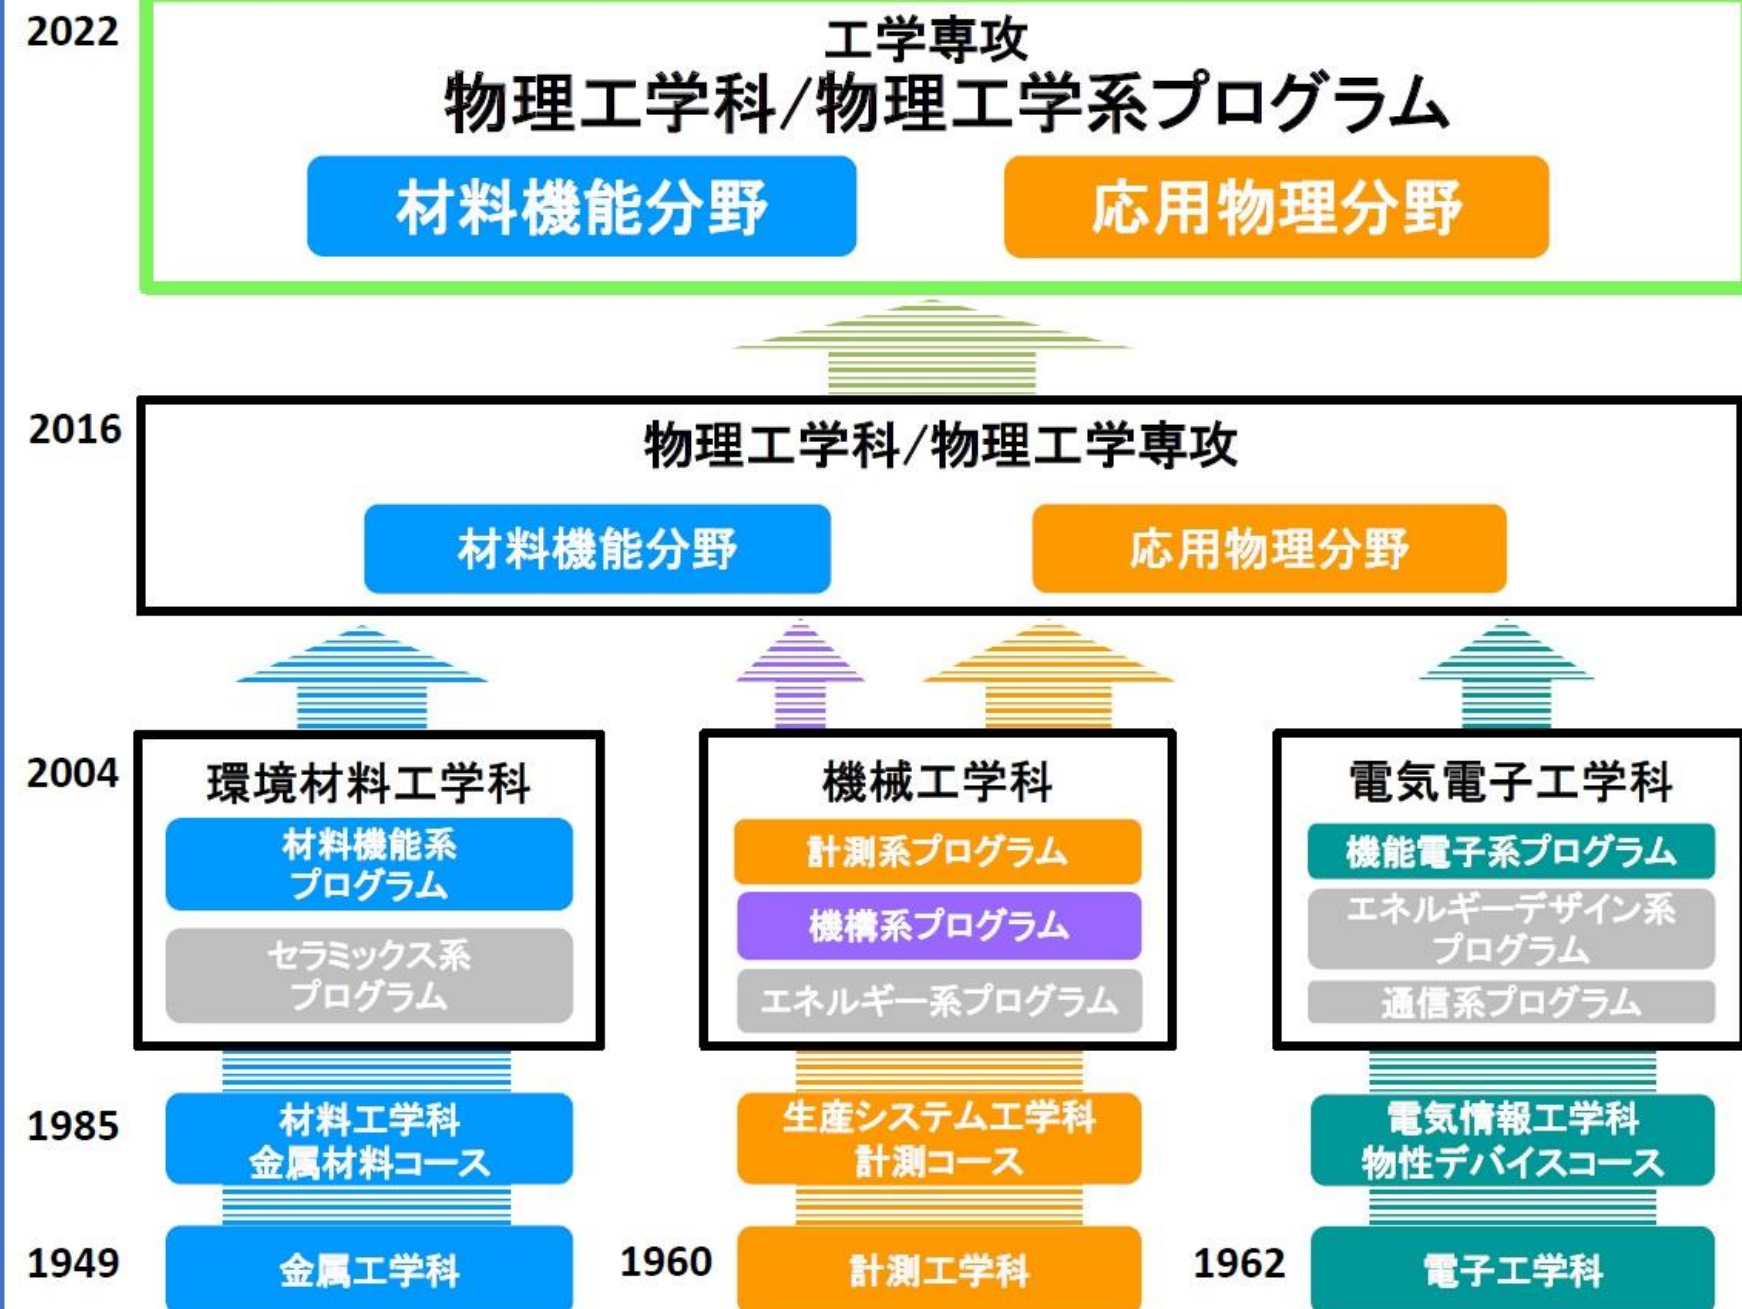 2022
工学専攻
物理工学科/物理工学系プログラム
材料機能分野
応用物理分野
2016
物理工学科/物理工学専攻
材料機能分野
応用物理分野
2004
環境材料工学科
材料機能系
プログラム
セラミックス系
プログラム
機械工学科
計測系プログラム
機構系プログラム
エネルギー系プログラム
電気電子工学科
機能電子系プログラム
エネルギーデザイン系
プログラム
通信系プログラム
1985
材料工学科
金属材料コース
生産システム工学科
計測コース
電気情報工学科
物性デバイスコース
1949
金属工学科
1960
計測工学科
1962
電子工学科